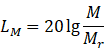 L_M = 20 lg M/M_r